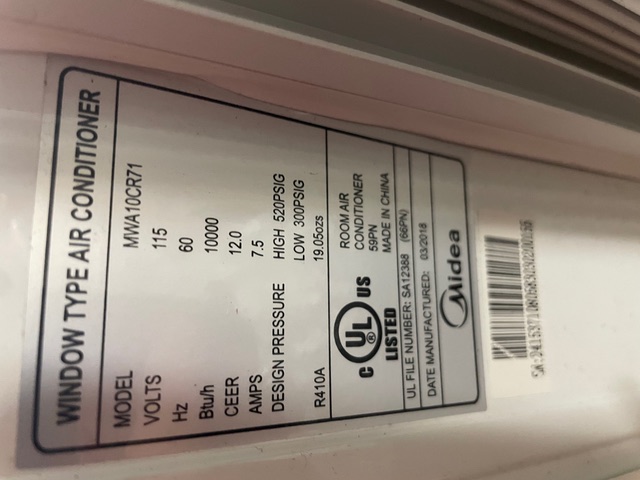 WINDOW TYPE AIR CONDITIONER
MODEL MWA10CR71
VOLTS 115
Hz 60
Btu/h 10000
CEER 12.0
AMPS 7.5
DESIGN PRESSURE HIGH 520PSIG
LOW 300PSIG
R410A 19.05ozs
C UL ® US
LISTED
ROOM AIR
CONDITIONER
59PN
MADE IN CHINA
UL FILE NUMBER: SA12388 (66PN)
DATE MANUFACTURED: 03/2018
Midea